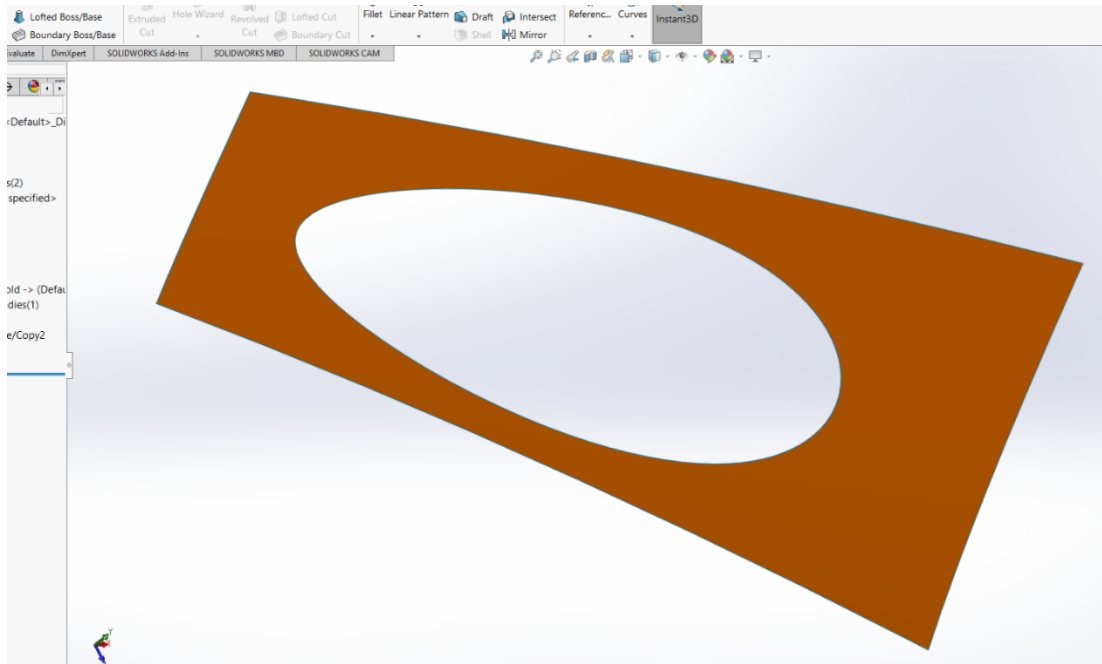 Lofted Boss/Base
Boundary Boss/Base
Extruded Cut
Hole Wizard
Revolved Cut
Lofted Cut
Boundary Cut
Fillet
Linear Pattern
Draft
Shell
Intersect
Mirror
Referenc...
Curves
Instant3D
Evaluate
DimXpert
SOLIDWORKS Add-Ins
SOLIDWORKS MBD
SOLIDWORKS CAM
<Default>_Di
s(2)
specified>
old -> (Defau
dies(1)
e/Copy2
Y